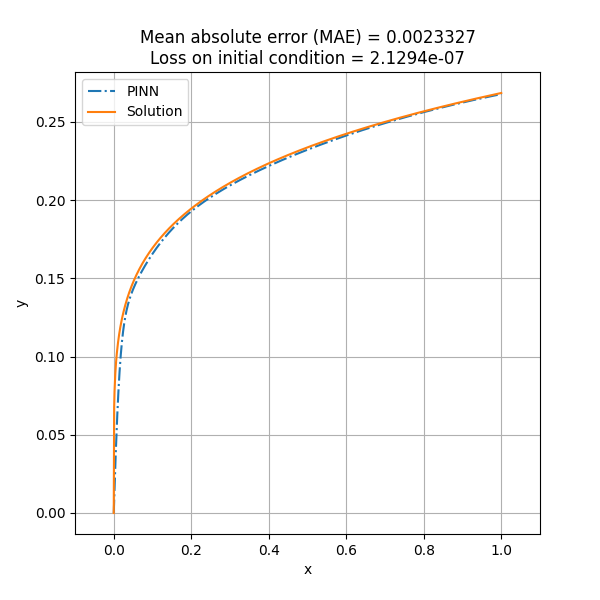 Mean absolute error (MAE) = 0.0023327
Loss on initial condition = 2.1294e-07
PINN
Solution
0.25
0.20
0.15
0.10
0.05
0.00
y
0.0 0.2 0.4 0.6 0.8 1.0
x